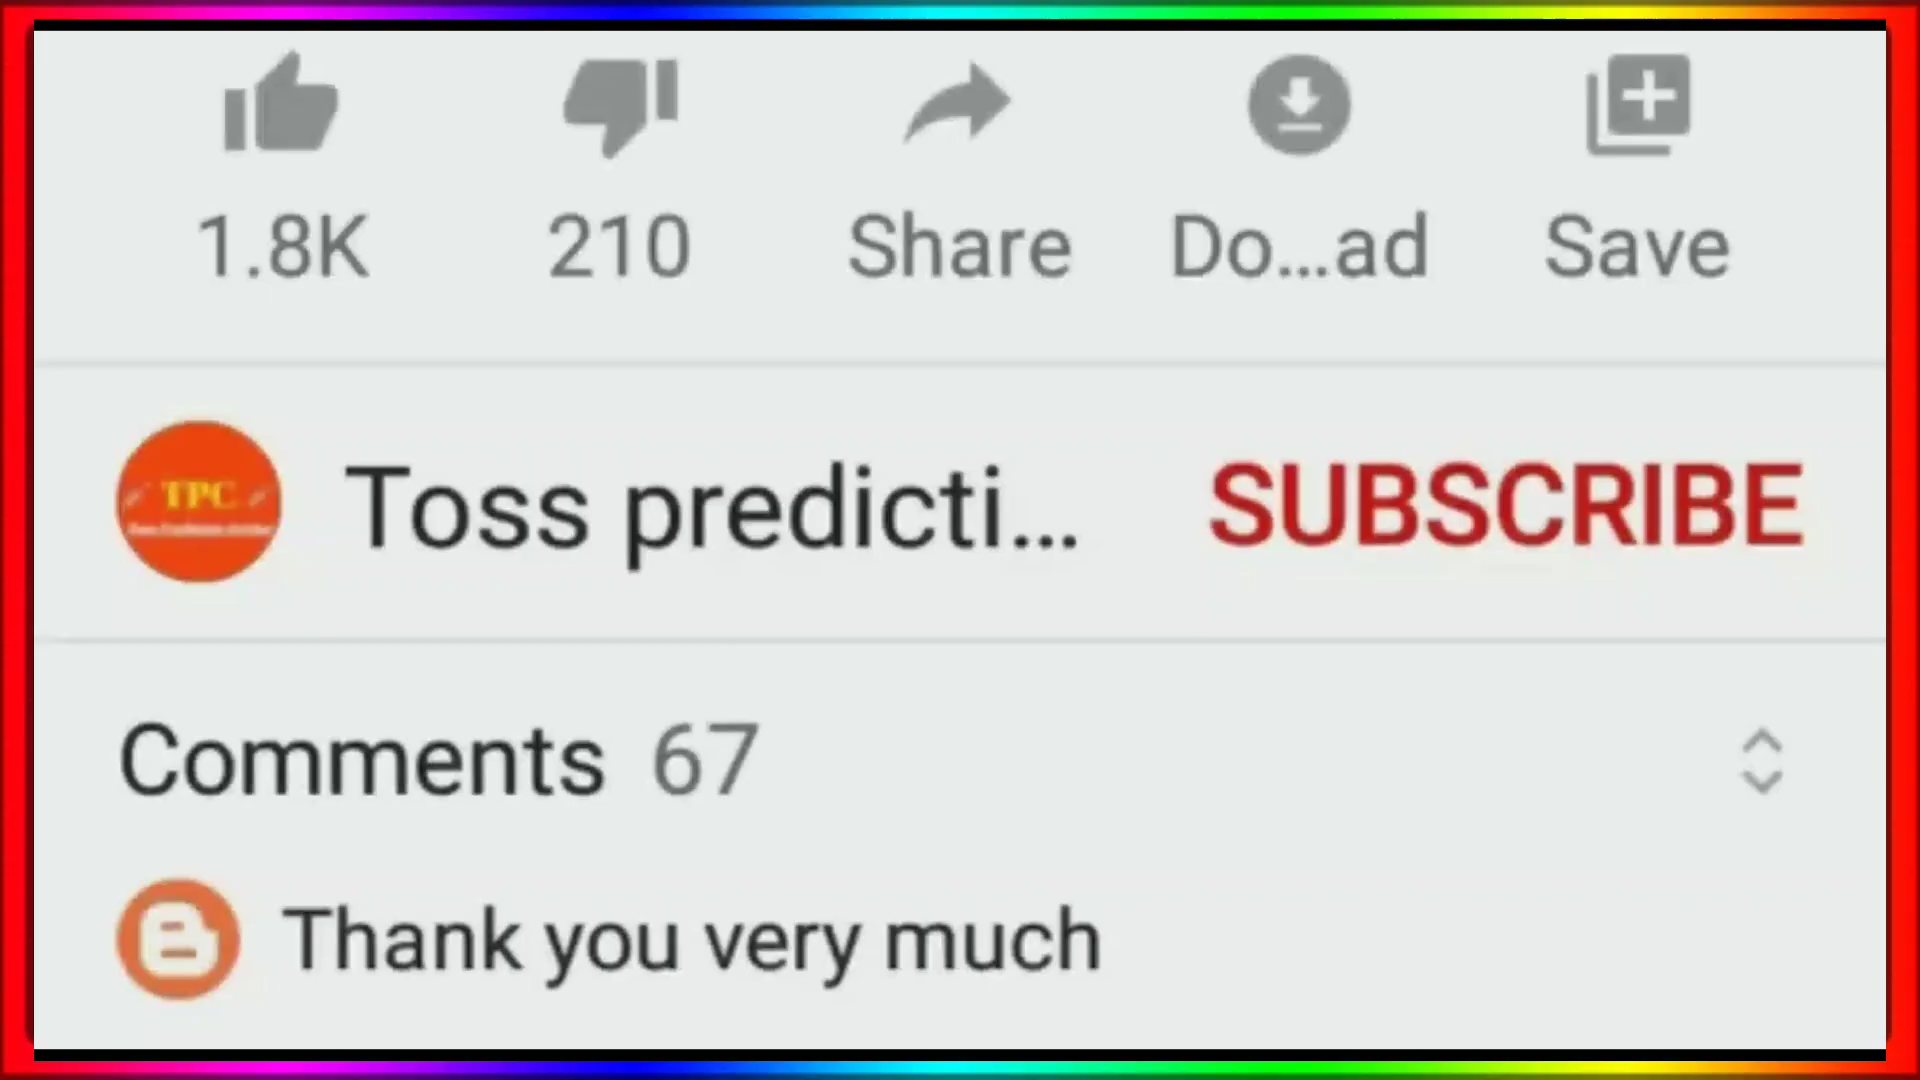 1.8K 210 Share Do...ad Save
TPC
Toss predicti... SUBSCRIBE
Comments 67
Thank you very much